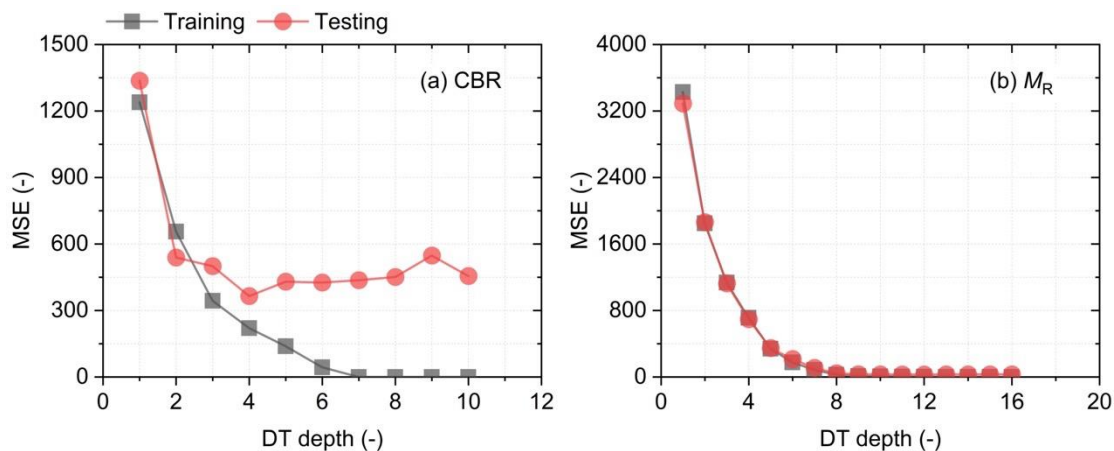 Training Testing
1500
1200
900
600
300
0
MSE (-)
(a) CBR
0 2 4 6 8 10 12
DT depth (-)
4000
3200
2400
1600
800
0
MSE (-)
(b) MR
0 4 8 12 16 20
DT depth (-)